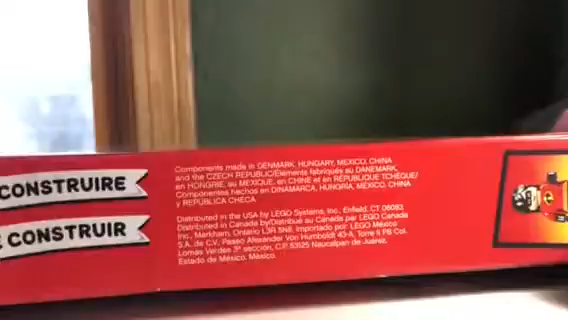 CONSTRUIRE
CONSTRUIR
Components made in DENMARK, HUNGARY, MEXICO, CHINA
and the CZECH REPUBLIC/Éléments fabriqués au DANEMARK,
en HONGRIE, au MEXIQUE, en CHINE et en RÉPUBLIQUE TCHÈQUE/
Componentes hechos en DINAMARCA, HUNGRÍA, MÉXICO, CHINA
y REPÚBLICA CHECA
Distributed in the USA by LEGO Systems, Inc., Enfield, CT 06083.
Distributed in Canada by/Distribué au Canada par LEGO Canada
Inc., Markham, Ontario L3R 5N8. Importado por: LEGO México
S.A. de C.V. Paseo Alexander Von Humboldt 43-A, Torre II PB Col.
Lomas Verdes 3ª sección, C.P. 53125 Naucalpan de Juárez,
Estado de México, México.